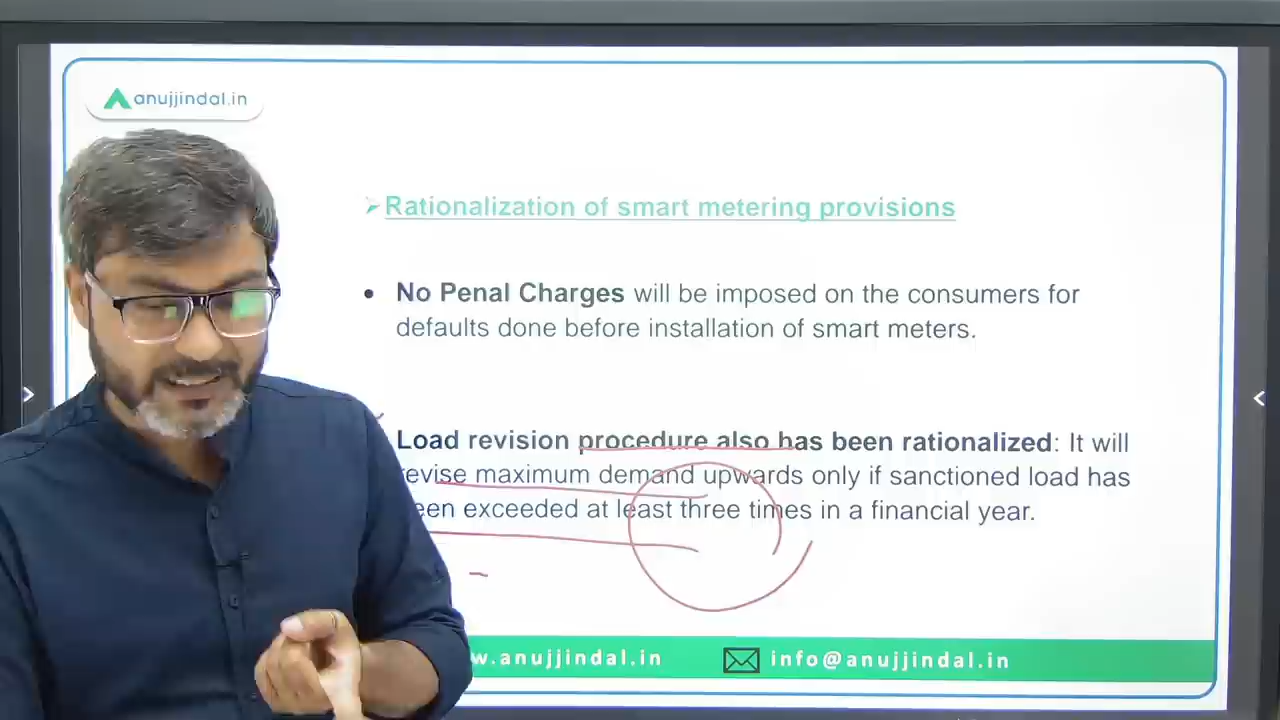 anujjindal.in
Rationalization of smart metering provisions
No Penal Charges will be imposed on the consumers for
defaults done before installation of smart meters.
Load revision procedure also has been rationalized: It will
revise maximum demand upwards only if sanctioned load has
been exceeded at least three times in a financial year.
w.anujjindal.in
info@anujjindal.in